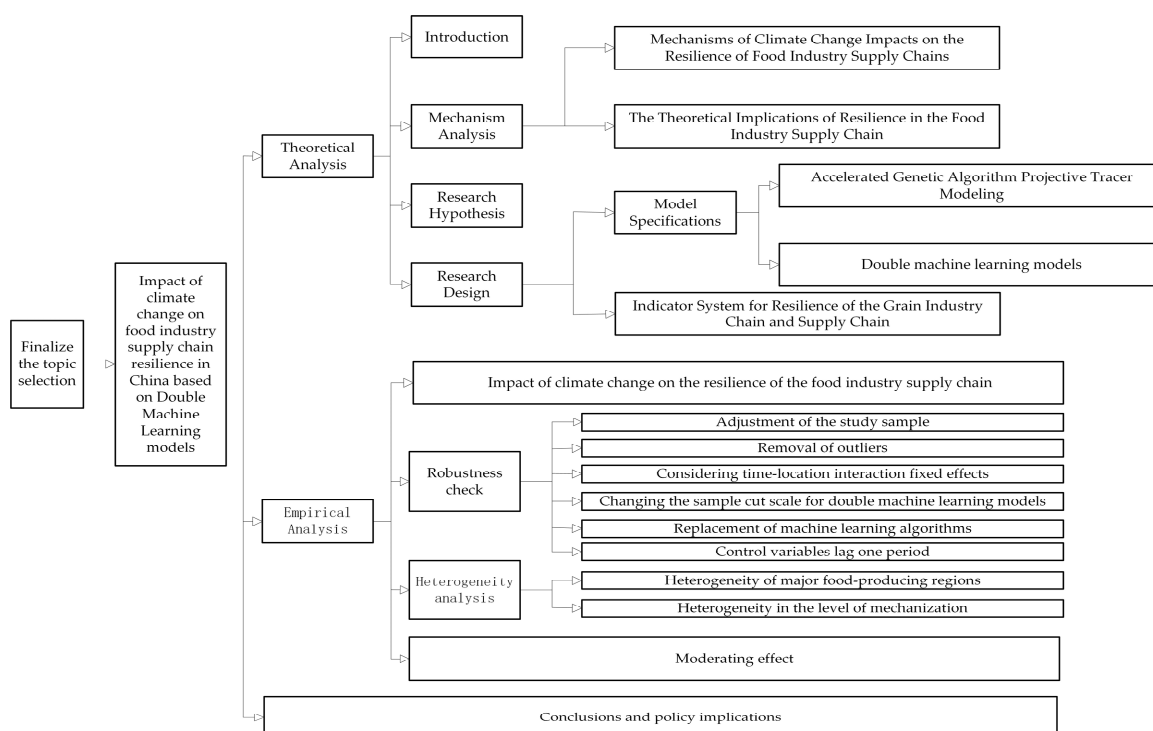 Finalize
the topic
selection
Impact of
climate
change on
food industry
supply chain
resilience in
China based
on Double
Machine
Learning
models
Theoretical
Analysis
Introduction
Mechanism
Analysis
Mechanisms of Climate Change Impacts on the
Resilience of Food Industry Supply Chains
The Theoretical Implications of Resilience in the Food
Industry Supply Chain
Research
Hypothesis
Research
Design
Model
Specifications
Accelerated Genetic Algorithm Projective Tracer
Modeling
Double machine learning models
Indicator System for Resilience of the Grain Industry
Chain and Supply Chain
Empirical
Analysis
Impact of climate change on the resilience of the food industry supply chain
Robustness
check
Adjustment of the study sample
Removal of outliers
Considering time-location interaction fixed effects
Changing the sample cut scale for double machine learning models
Replacement of machine learning algorithms
Control variables lag one period
Heterogeneity
analysis
Heterogeneity of major food-producing regions
Heterogeneity in the level of mechanization
Moderating effect
Conclusions and policy implications